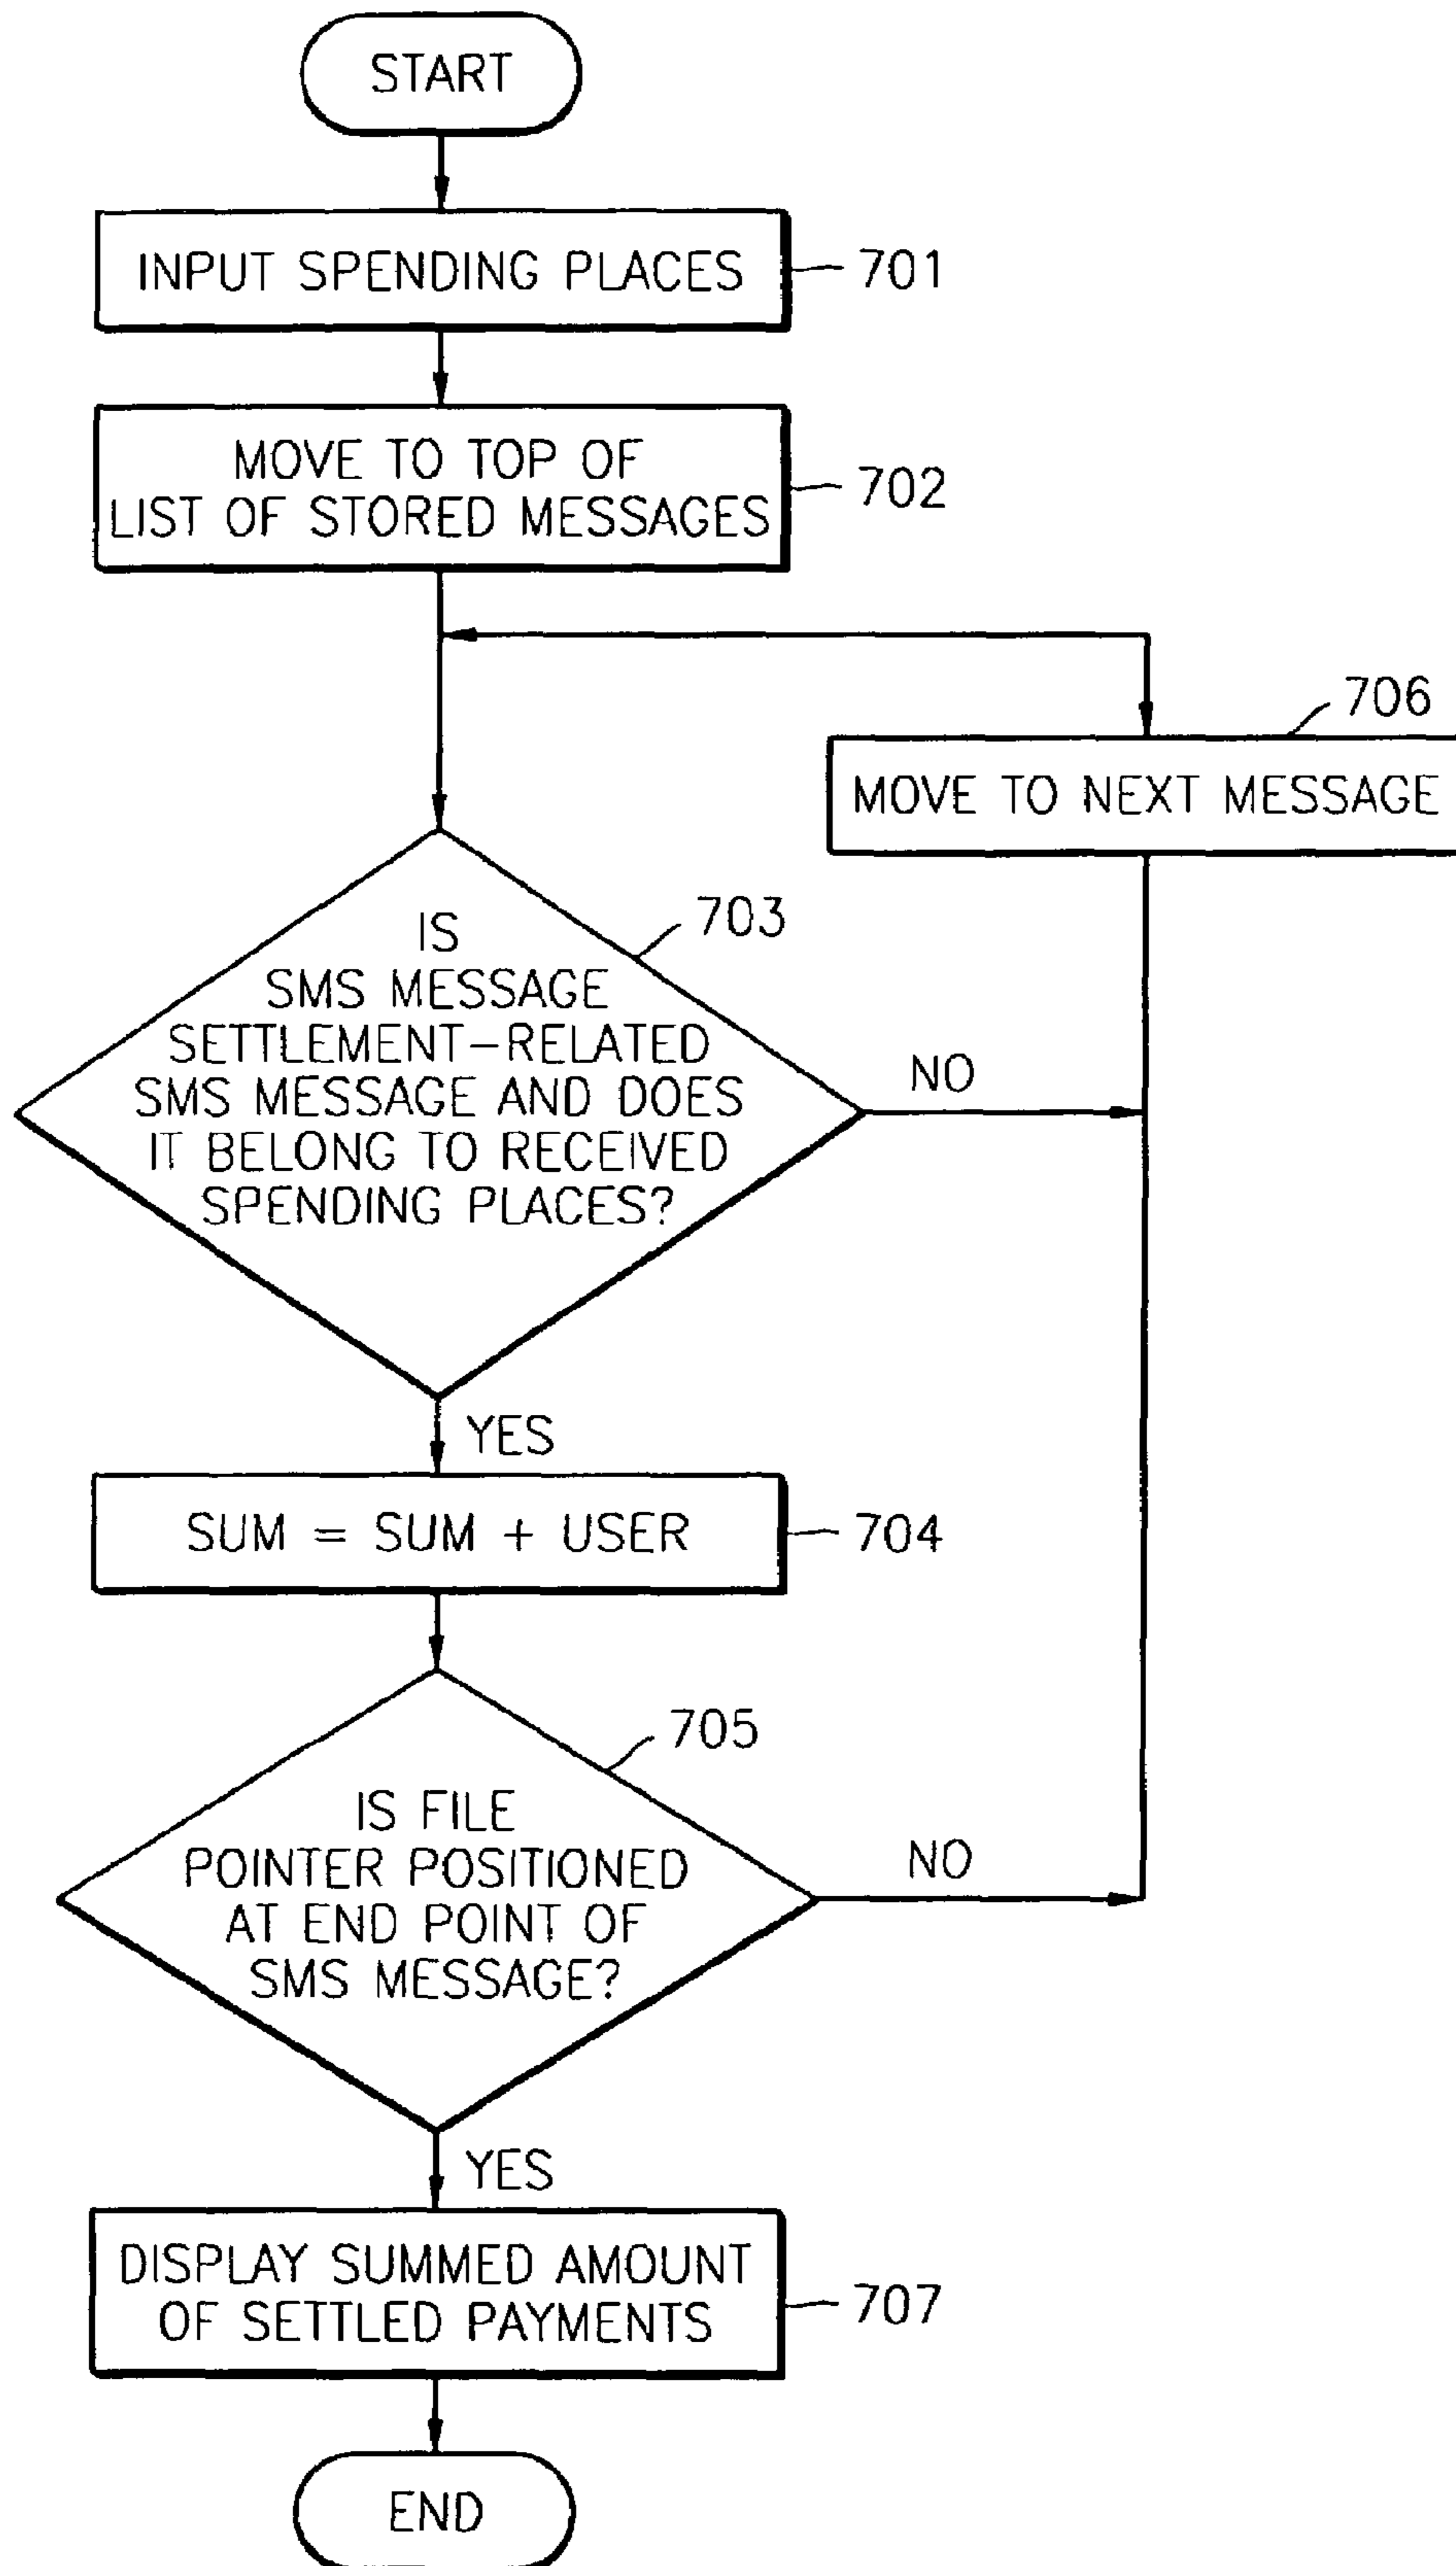 START
INPUT SPENDING PLACES
701
MOVE TO TOP OF
LIST OF STORED MESSAGES
702
706
MOVE TO NEXT MESSAGE
703
IS
SMS MESSAGE
SETTLEMENT-RELATED
SMS MESSAGE AND DOES
IT BELONG TO RECEIVED
SPENDING PLACES?
NO
YES
SUM = SUM + USER
704
705
IS FILE
POINTER POSITIONED
AT END POINT OF
SMS MESSAGE?
NO
YES
DISPLAY SUMMED AMOUNT
OF SETTLED PAYMENTS
707
END